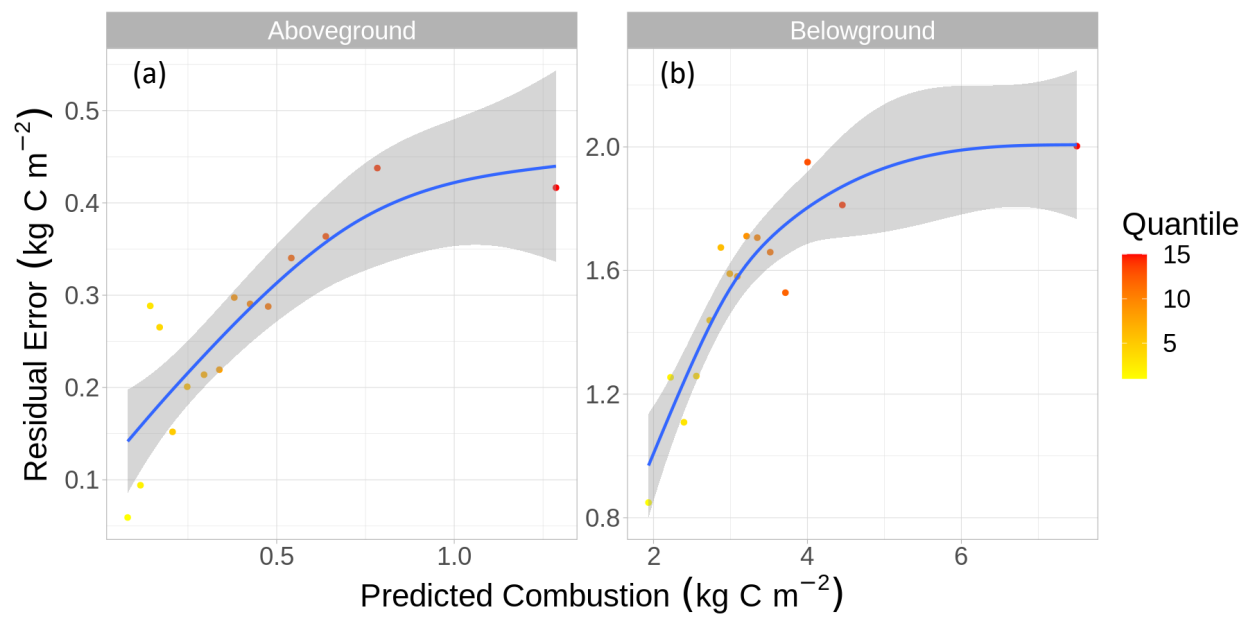 Aboveground
Belowground
(a)
(b)
Residual Error (kg C m⁻²)
0.5
0.4
0.3
0.2
0.1
2.0
1.6
1.2
0.8
0.5
1.0
2
4
6
Predicted Combustion (kg C m⁻²)
Quantile
15
10
5